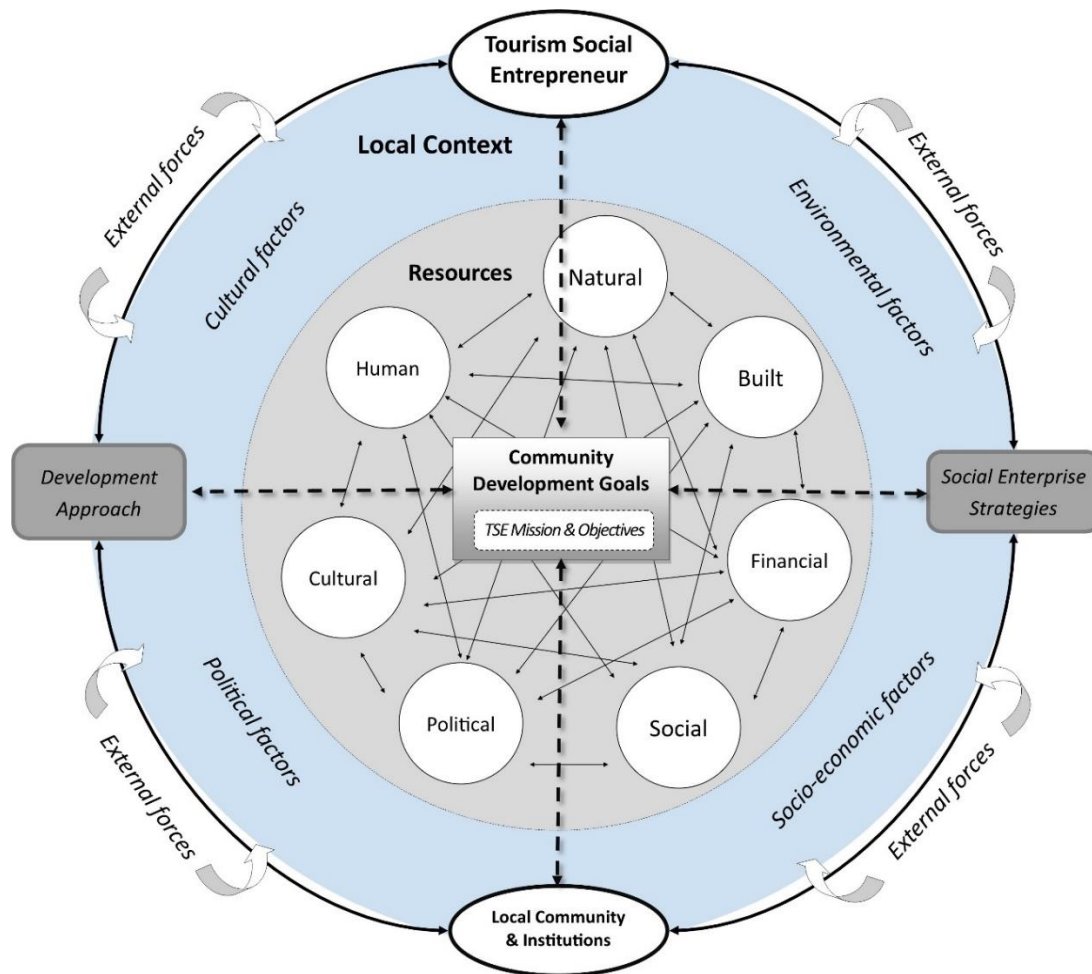 Tourism Social
Entrepreneur
Local Context
External forces
External forces
Cultural factors
Environmental factors
Resources
Natural
Human
Built
Community
Development Goals
TSE Mission & Objectives
Development
Approach
Social Enterprise
Strategies
Cultural
Financial
Political
Social
Political factors
Socio-economic factors
External forces
External forces
Local Community
& Institutions